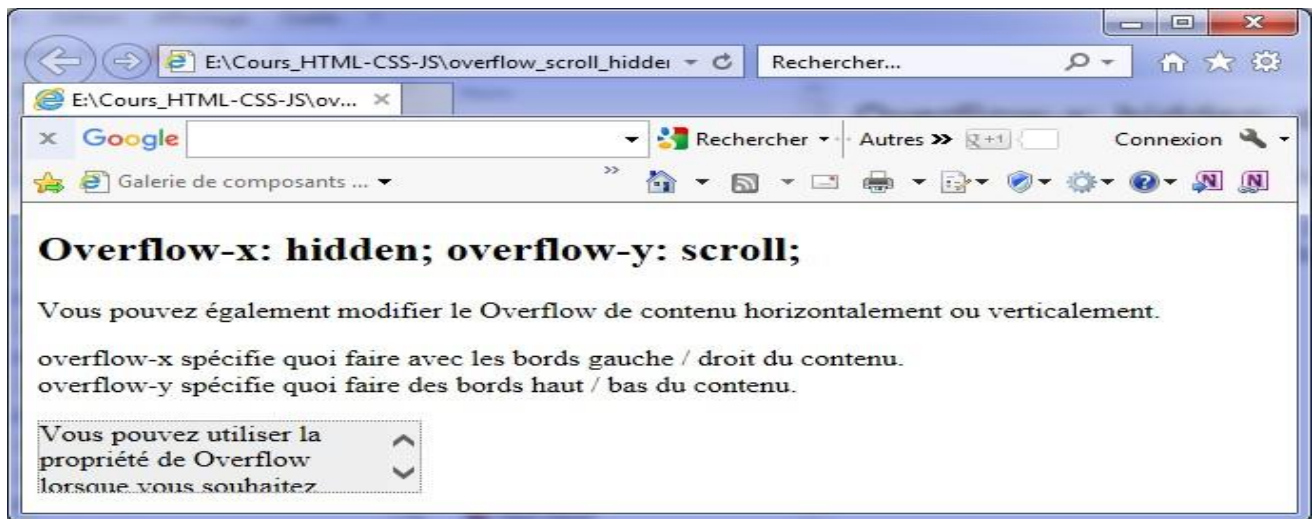 E:\Cours_HTML-CSS-JS\overflow_scroll_hidder
Rechercher...
E:\Cours_HTML-CSS-JS\ov...
x Google Rechercher Autres >> +1 Connexion
Galerie de composants ... >>
Overflow-x: hidden; overflow-y: scroll;
Vous pouvez également modifier le Overflow de contenu horizontalement ou verticalement.
overflow-x spécifie quoi faire avec les bords gauche / droit du contenu.
overflow-y spécifie quoi faire des bords haut / bas du contenu.
Vous pouvez utiliser la
propriété de Overflow
lorsque vous souhaitez